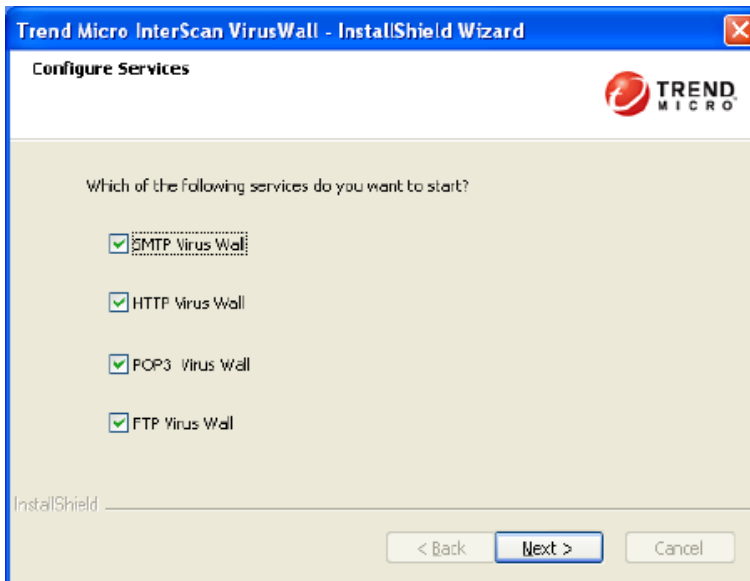 Trend Micro InterScan VirusWall - InstallShield Wizard
Configure Services
TREND
MICRO
Which of the following services do you want to start?
SMTP Virus Wall
HTTP Virus Wall
POP3 Virus Wall
FTP Virus Wall
InstallShield
< Back Next > Cancel